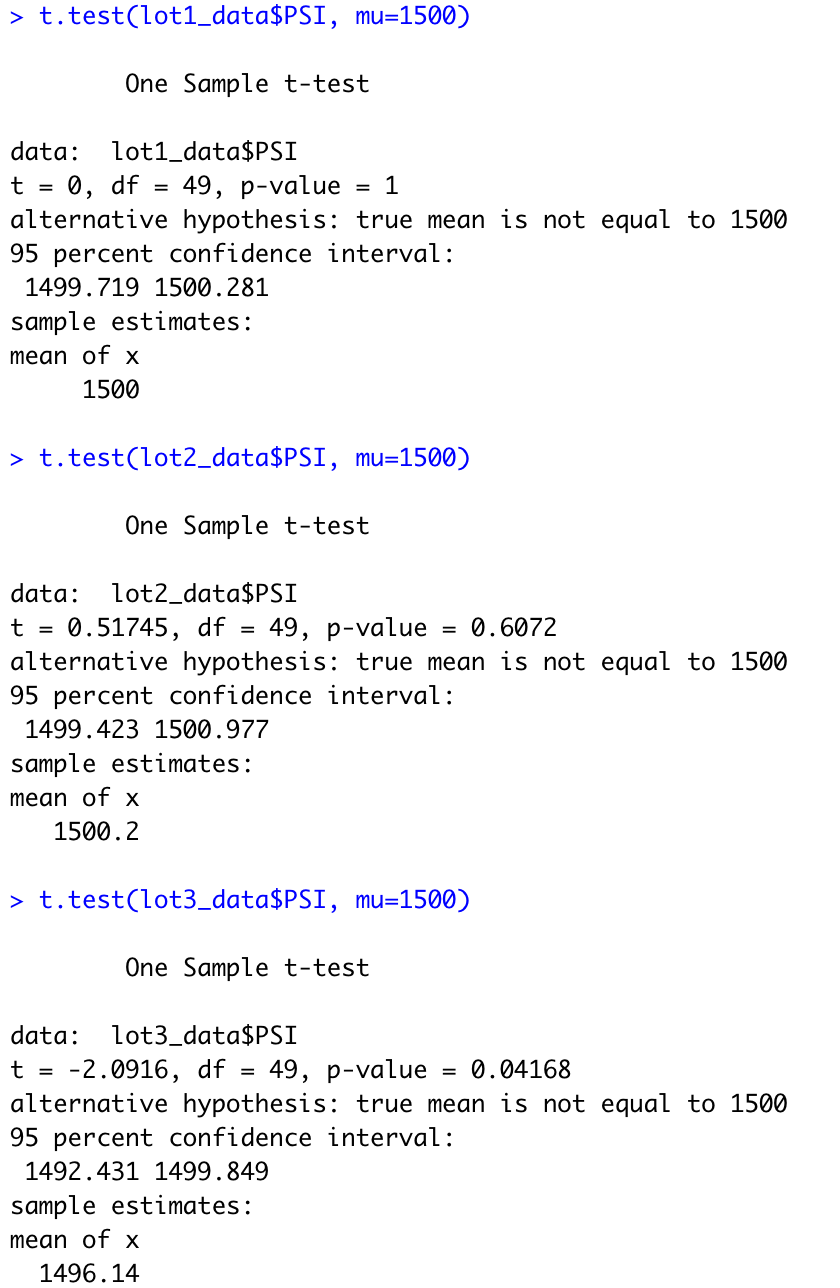 > t.test(lot1_data$PSI, mu=1500)
One Sample t-test
data:  lot1_data$PSI
t = 0, df = 49, p-value = 1
alternative hypothesis: true mean is not equal to 1500
95 percent confidence interval:
1499.719 1500.281
sample estimates:
mean of x
1500
> t.test(lot2_data$PSI, mu=1500)
One Sample t-test
data:  lot2_data$PSI
t = 0.51745, df = 49, p-value = 0.6072
alternative hypothesis: true mean is not equal to 1500
95 percent confidence interval:
1499.423 1500.977
sample estimates:
mean of x
1500.2
> t.test(lot3_data$PSI, mu=1500)
One Sample t-test
data:  lot3_data$PSI
t = -2.0916, df = 49, p-value = 0.04168
alternative hypothesis: true mean is not equal to 1500
95 percent confidence interval:
1492.431 1499.849
sample estimates:
mean of x
1496.14